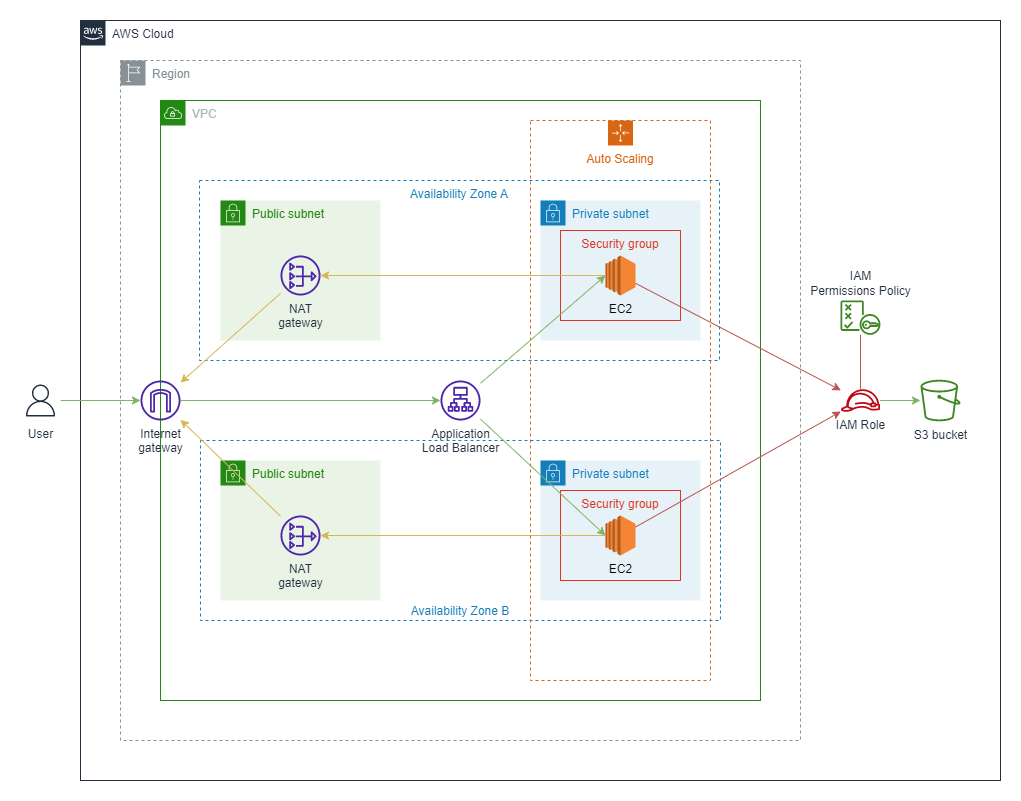 aws
AWS Cloud
Region
VPC
Auto Scaling
Availability Zone A
Public subnet
Private subnet
Security group
NAT
gateway
EC2
IAM
Permissions Policy
User
Internet
gateway
Application
Load Balancer
IAM Role
S3 bucket
Public subnet
Private subnet
Security group
NAT
gateway
EC2
Availability Zone B